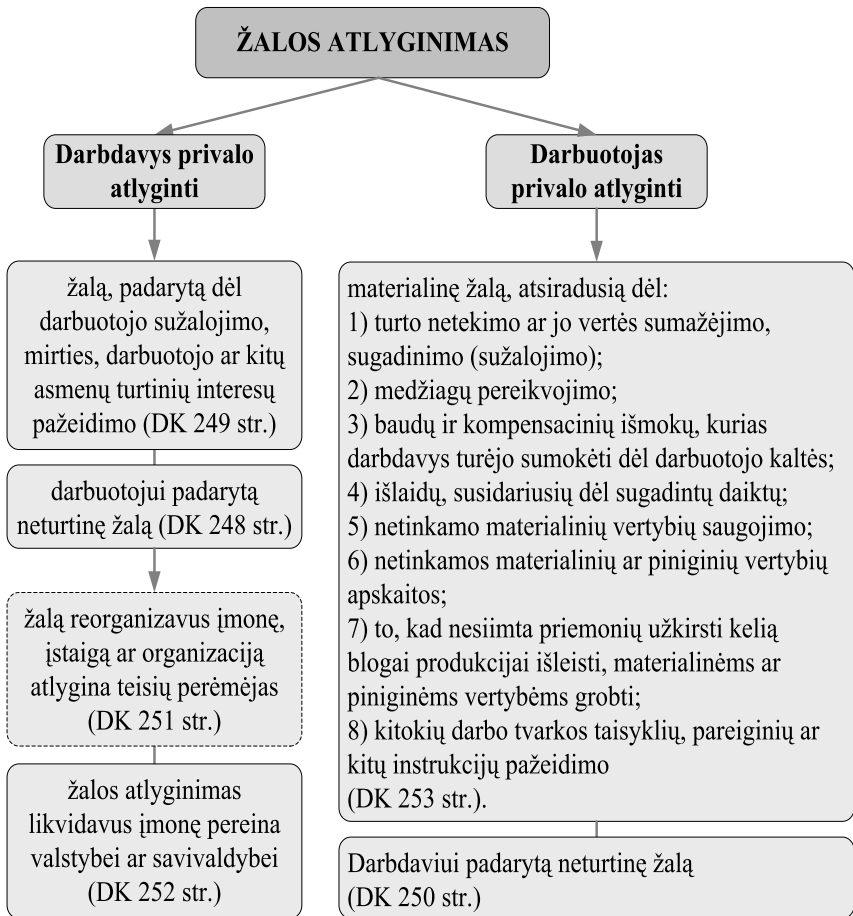 ŽALOS ATLYGINIMAS
Darbdavys privalo
atlyginti
žalą, padarytą dėl
darbuotojo sužalojimo,
mirties, darbuotojo ar kitų
asmenų turtinių interesų
pažeidimo (DK 249 str.)
darbuotojui padarytą
neturtinę žalą (DK 248 str.)
žalą reorganizavus įmonę,
įstaigą ar organizaciją
atlygina teisių perėmėjas
(DK 251 str.)
žalos atlyginimas
likvidavus įmonę pereina
valstybei ar savivaldybei
(DK 252 str.)
Darbuotojas
privalo atlyginti
materialinę žalą, atsiradusią dėl:
1) turto netekimo ar jo vertės sumažėjimo,
sugadinimo (sužalojimo);
2) medžiagų pereikvojimo;
3) baudų ir kompensacinių išmokų, kurias
darbdavys turėjo sumokėti dėl darbuotojo kaltės;
4) išlaidų, susidariusių dėl sugadintų daiktų;
5) netinkamo materialinių vertybių saugojimo;
6) netinkamos materialinių ar piniginių vertybių
apskaitos;
7) to, kad nesiimta priemonių užkirsti kelią
blogai produkcijai išleisti, materialinėms ar
piniginėms vertybėms grobti;
8) kitokių darbo tvarkos taisyklių, pareiginių ar
kitų instrukcijų pažeidimo
(DK 253 str.).
Darbdaviui padarytą neturtinę žalą
(DK 250 str.)